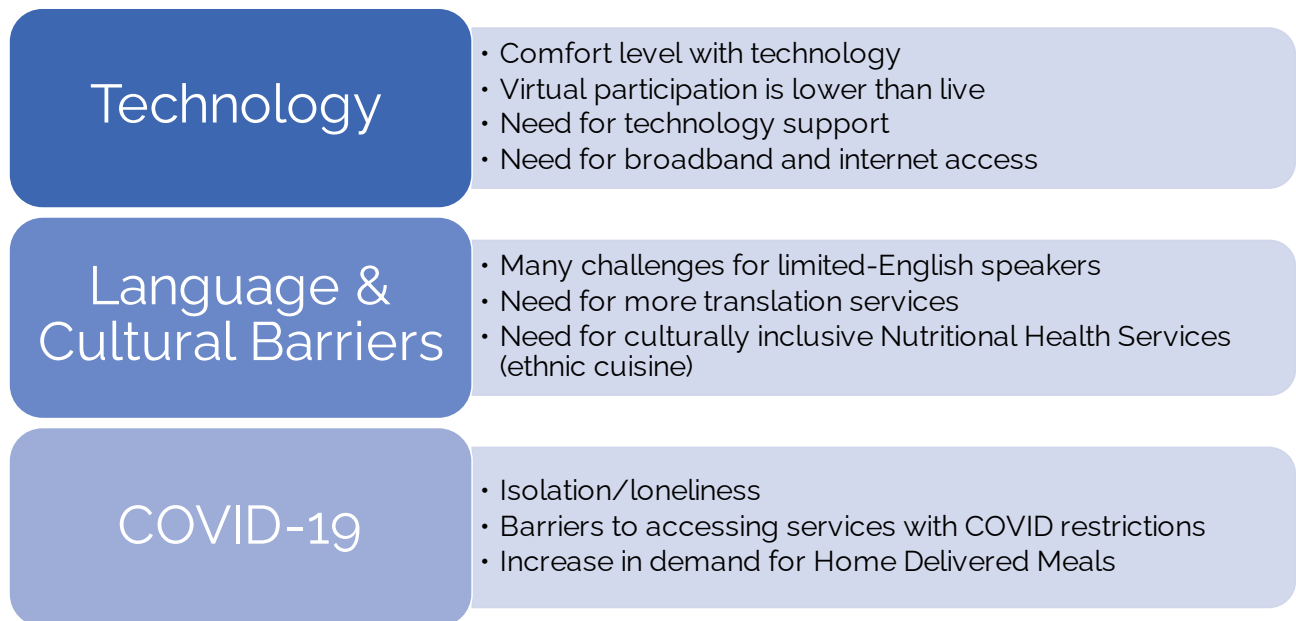 Technology
• Comfort level with technology
• Virtual participation is lower than live
• Need for technology support
• Need for broadband and internet access
Language &
Cultural Barriers
• Many challenges for limited-English speakers
• Need for more translation services
• Need for culturally inclusive Nutritional Health Services
(ethnic cuisine)
COVID-19
• Isolation/loneliness
• Barriers to accessing services with COVID restrictions
• Increase in demand for Home Delivered Meals